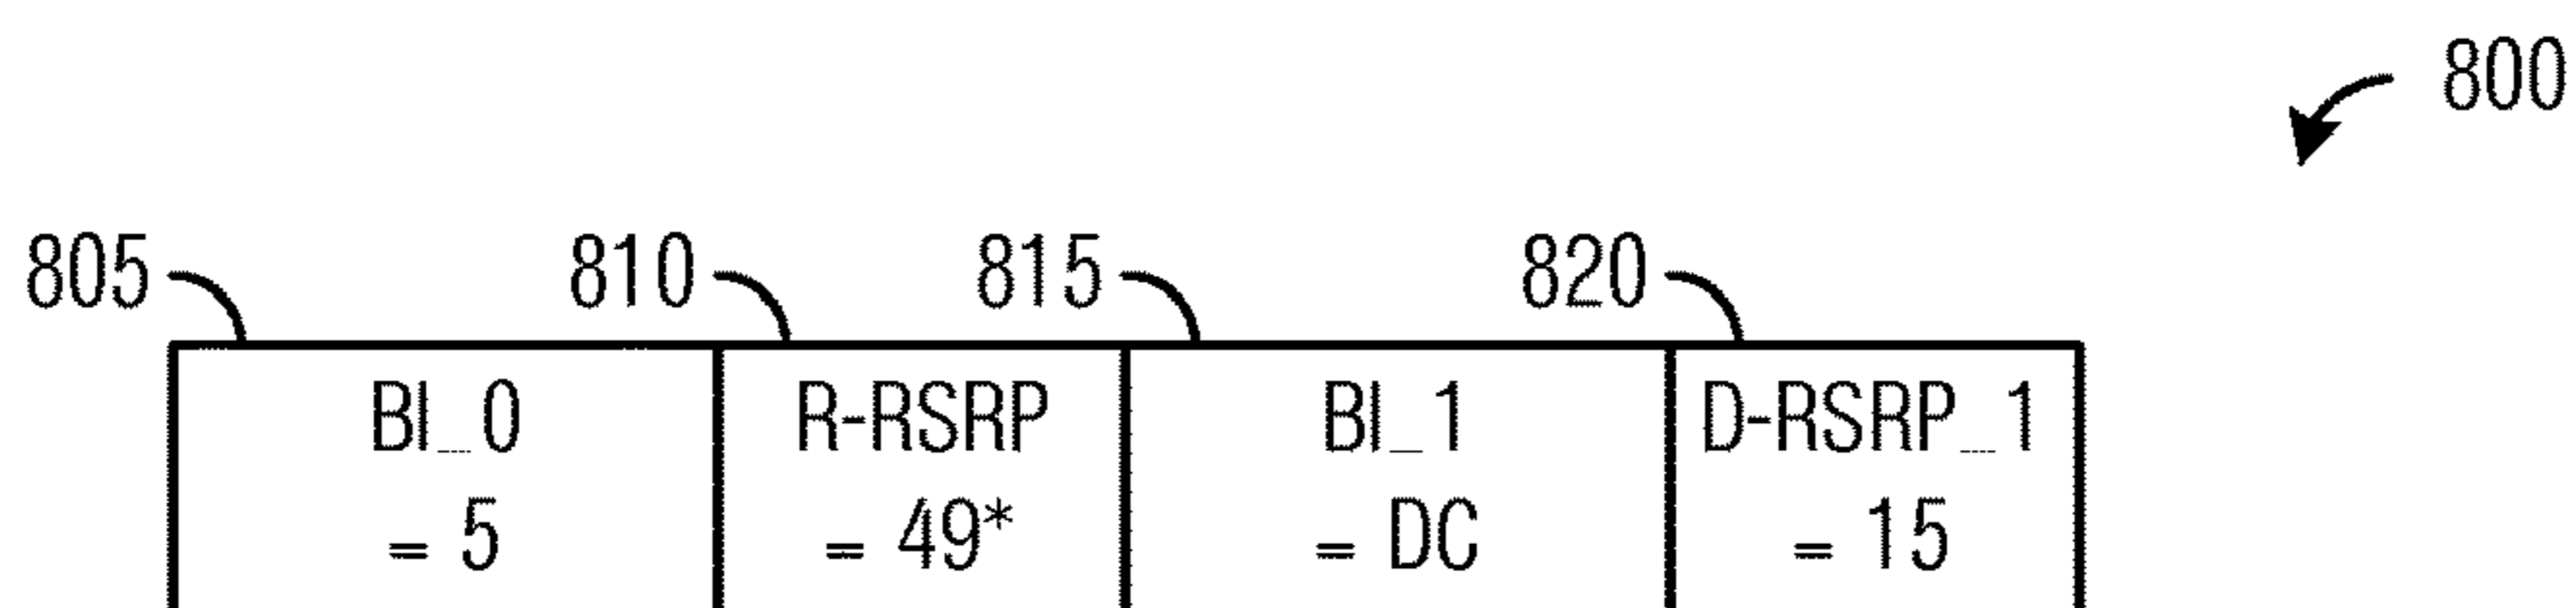 800
805 810 815 820
BI_0 R-RSRP BI_1 D-RSRP_1
= 5 = 49* = DC = 15